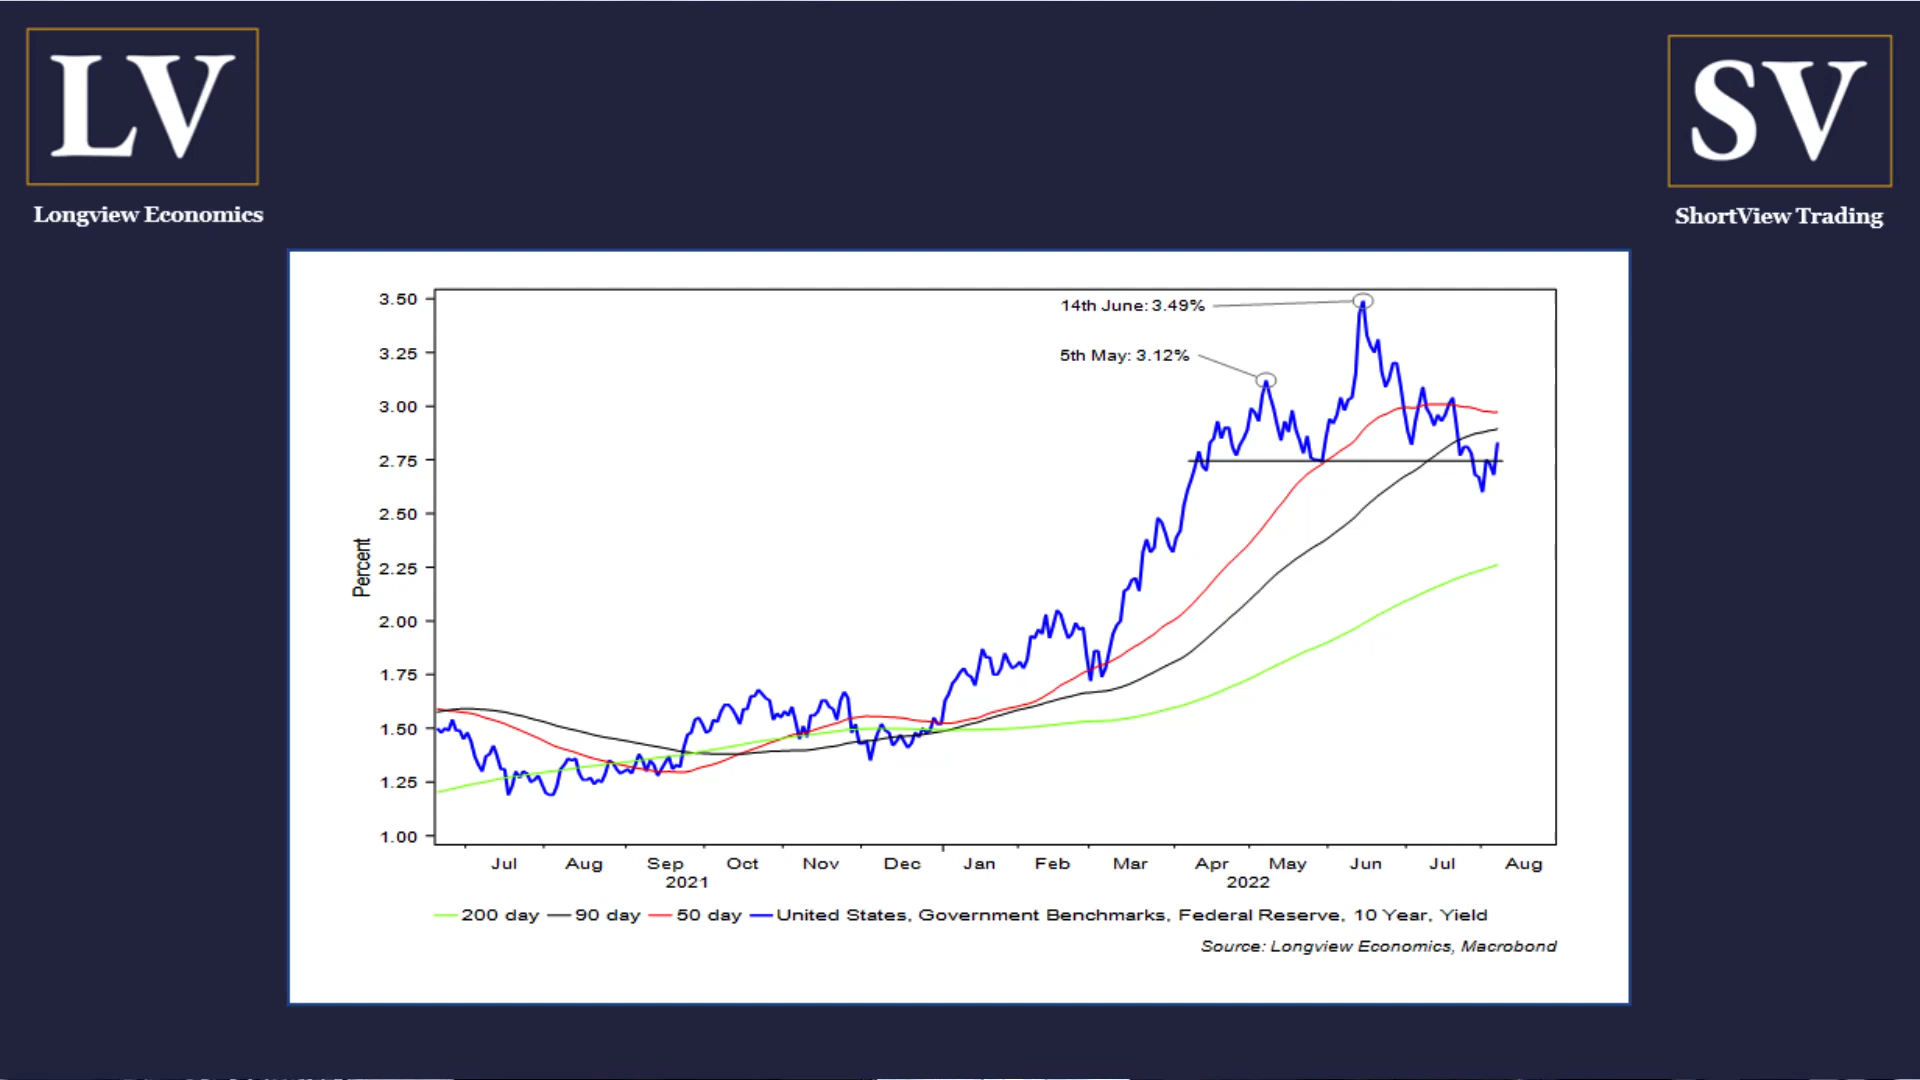 LV
Longview Economics
SV
ShortView Trading
14th June: 3.49%
5th May: 3.12%
3.50
3.25
3.00
2.75
2.50
2.25
2.00
1.75
1.50
1.25
1.00
Percent
Jul Aug Sep Oct Nov Dec Jan Feb Mar Apr May Jun Jul Aug
2021 2022
200 day 90 day 50 day United States, Government Benchmarks, Federal Reserve, 10 Year, Yield
Source: Longview Economics, Macrobond